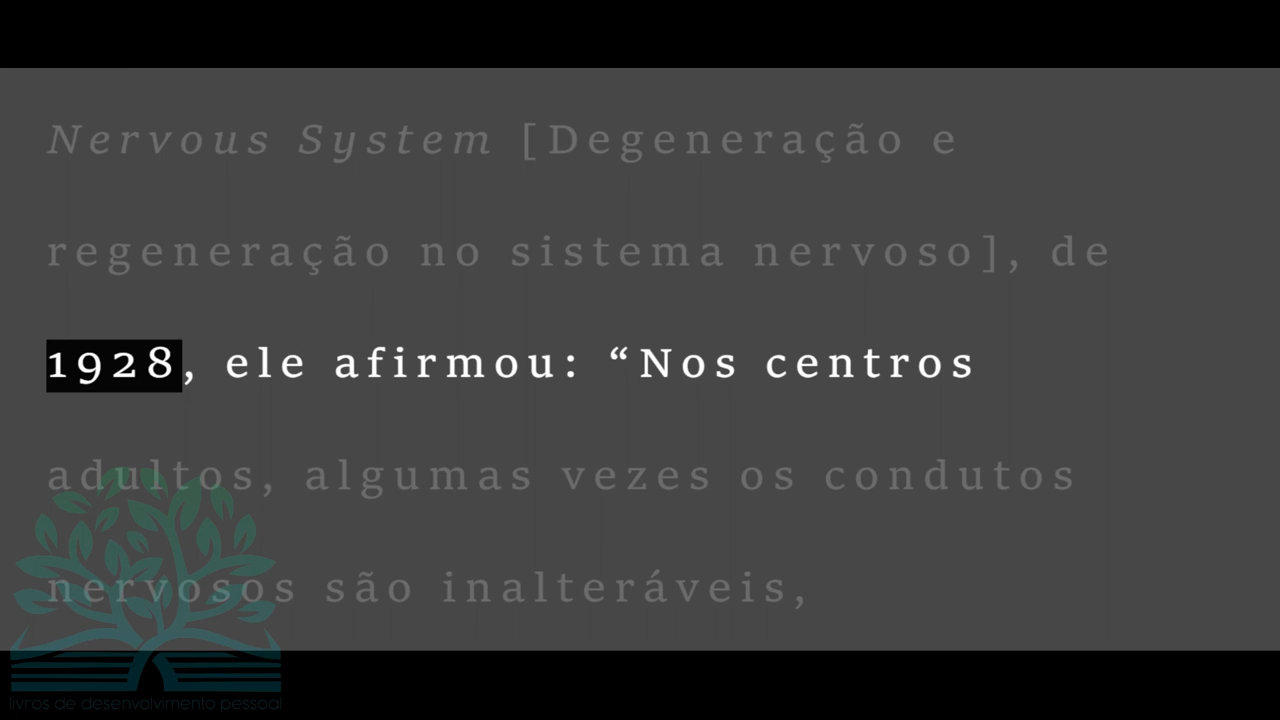 Nervous System [Degeneração e
regeneração no sistema nervoso], de
1928, ele afirmou: “Nos centros
adultos, algumas vezes os condutos
nervosos são inalteráveis,
livros de desenvolvimento pessoal